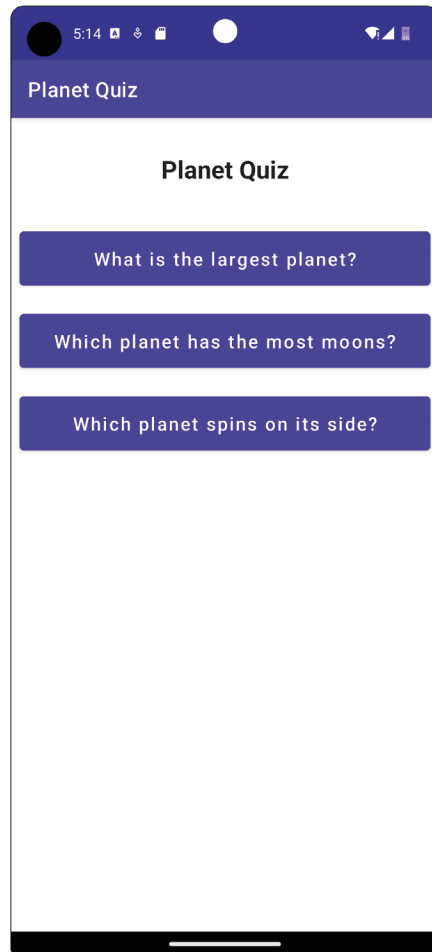 5:14
Planet Quiz
Planet Quiz
What is the largest planet?
Which planet has the most moons?
Which planet spins on its side?